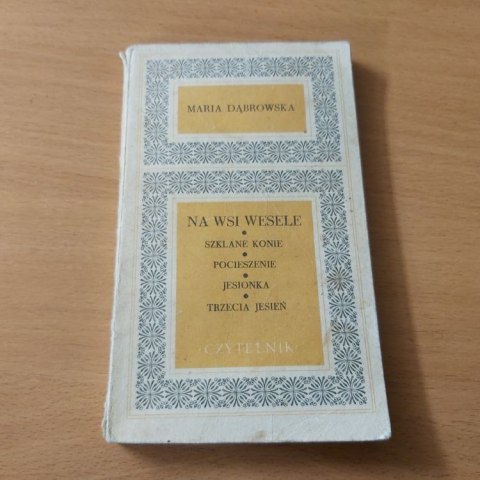 MARIA DĄBROWSKA
NA WSI WESELE
•
SZKLANE KONIE
•
POCIESZENIE
•
JESIONKA
•
TRZECIA JESIEŃ
·CZYTELNIK·